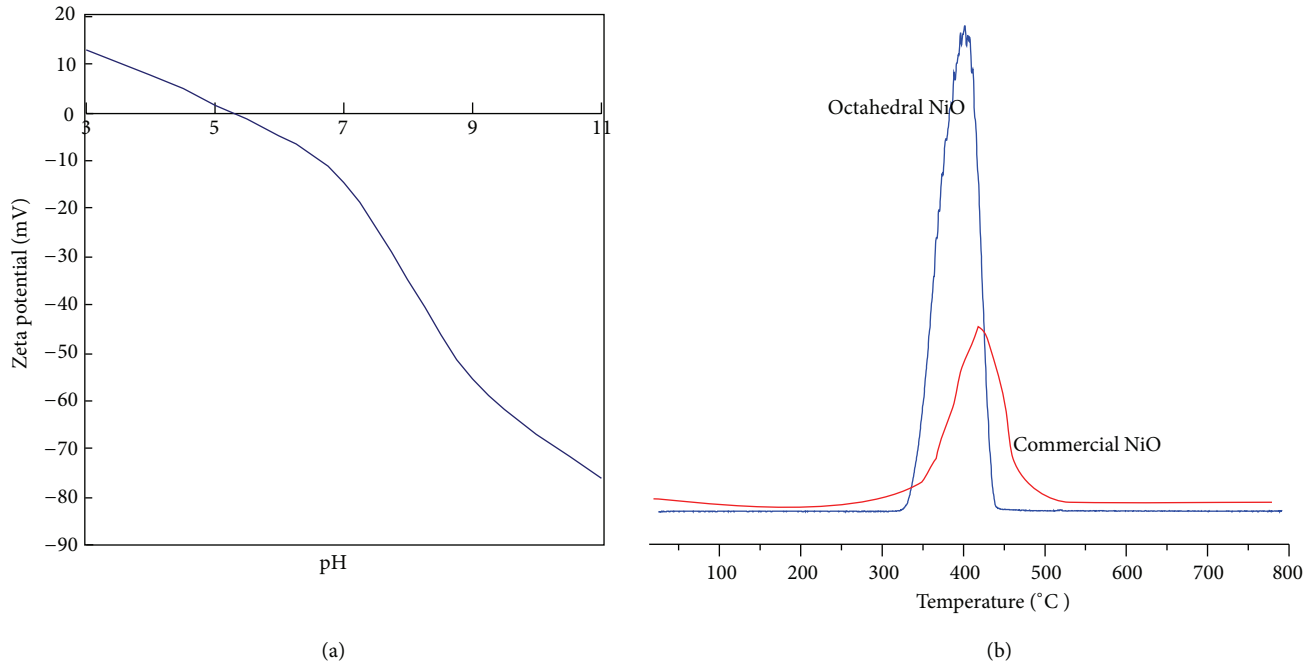 20
10
0
−10
−20
−30
−40
−50
−60
−70
−80
−90
3 5 7 9 11
Zeta potential (mV)
pH
(a)
Octahedral NiO
Commercial NiO
100 200 300 400 500 600 700 800
Temperature (°C )
(b)